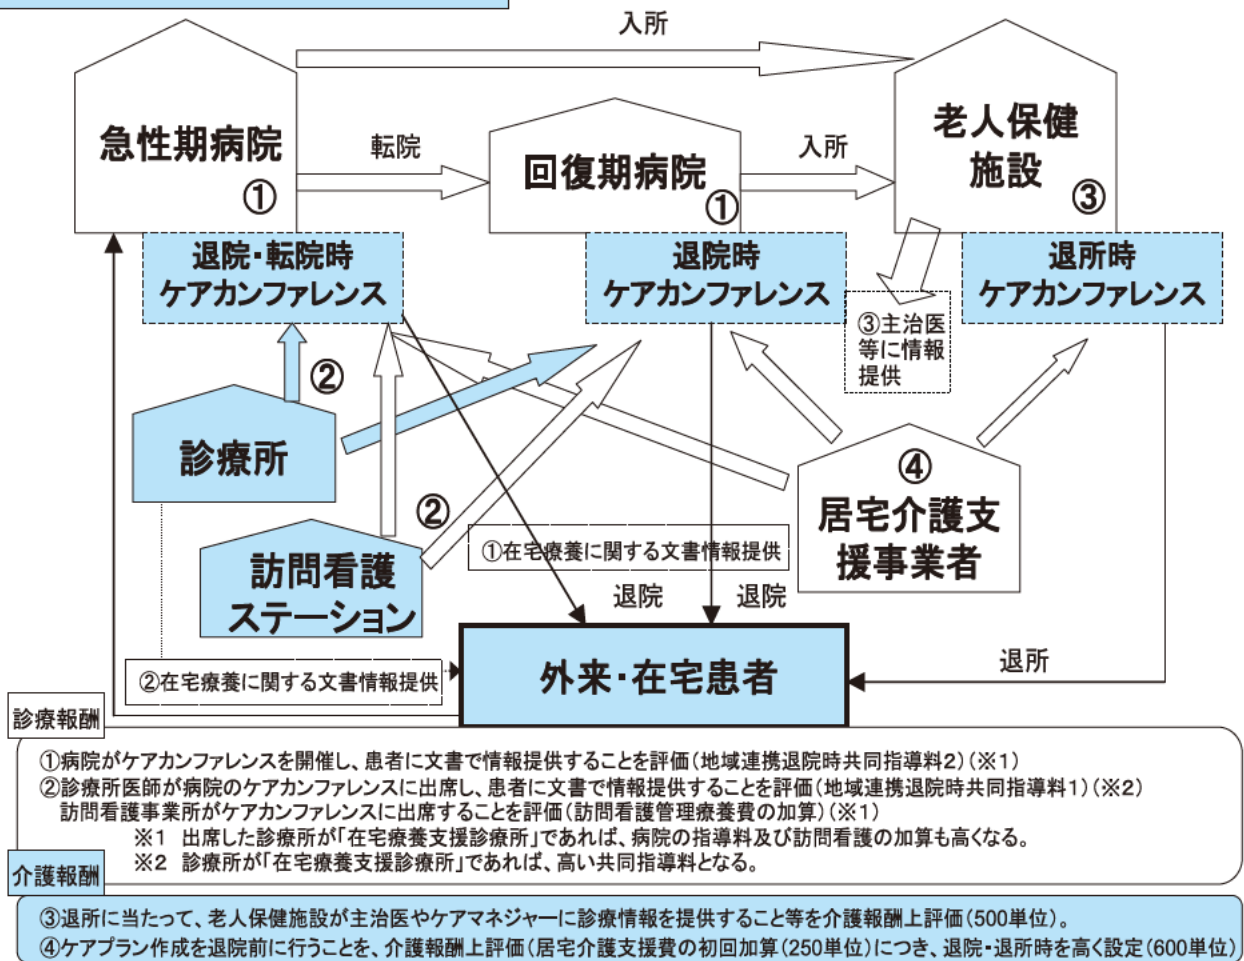 入所
急性期病院
①
転院
回復期病院
①
入所
老人保健
施設
③
退院・転院時
ケアカンファレンス
退院時
ケアカンファレンス
退所時
ケアカンファレンス
③主治医
等に情報
提供
②
診療所
②
訪問看護
ステーション
④
居宅介護支
援事業者
①在宅療養に関する文書情報提供
退院
退院
②在宅療養に関する文書情報提供
外来・在宅患者
退所
診療報酬
①病院がケアカンファレンスを開催し、患者に文書で情報提供することを評価(地域連携退院時共同指導料2)(※1)
②診療所医師が病院のケアカンファレンスに出席し、患者に文書で情報提供することを評価(地域連携退院時共同指導料1)(※2)
訪問看護事業所がケアカンファレンスに出席することを評価(訪問看護管理療養費の加算)(※1)
※1 出席した診療所が「在宅療養支援診療所」であれば、病院の指導料及び訪問看護の加算も高くなる。
※2 診療所が「在宅療養支援診療所」であれば、高い共同指導料となる。
介護報酬
③退所に当たって、老人保健施設が主治医やケアマネジャーに診療情報を提供すること等を介護報酬上評価(500単位)。
④ケアプラン作成を退院前に行うことを、介護報酬上評価(居宅介護支援費の初回加算(250単位)につき、退院・退所時を高く設定(600単位)